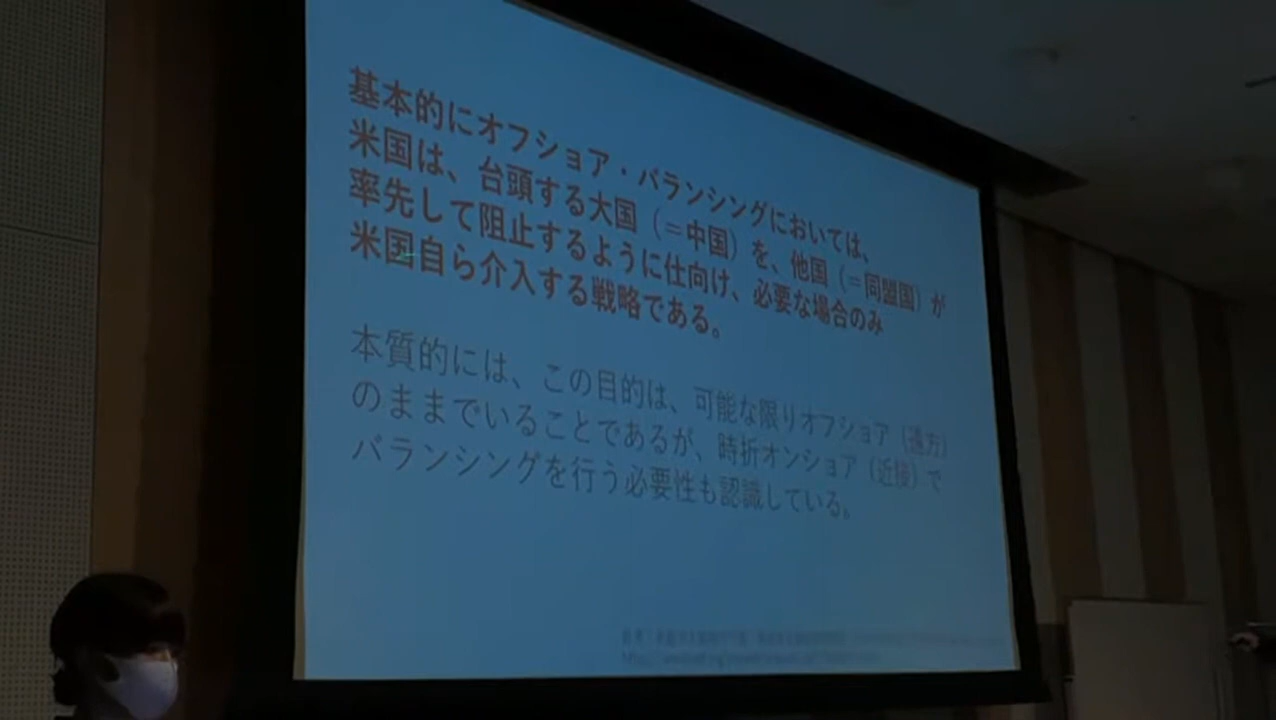 基本的にオフショア・バランシングにおいては、
米国は、台頭する大国（＝中国）を、他国（＝同盟国）が
率先して阻止するように仕向け、必要な場合のみ
米国自ら介入する戦略である。
本質的には、この目的は、可能な限りオフショア（遠方）
のままでいることであるが、時折オンショア（近接）で
バランシングを行う必要性も認識している。